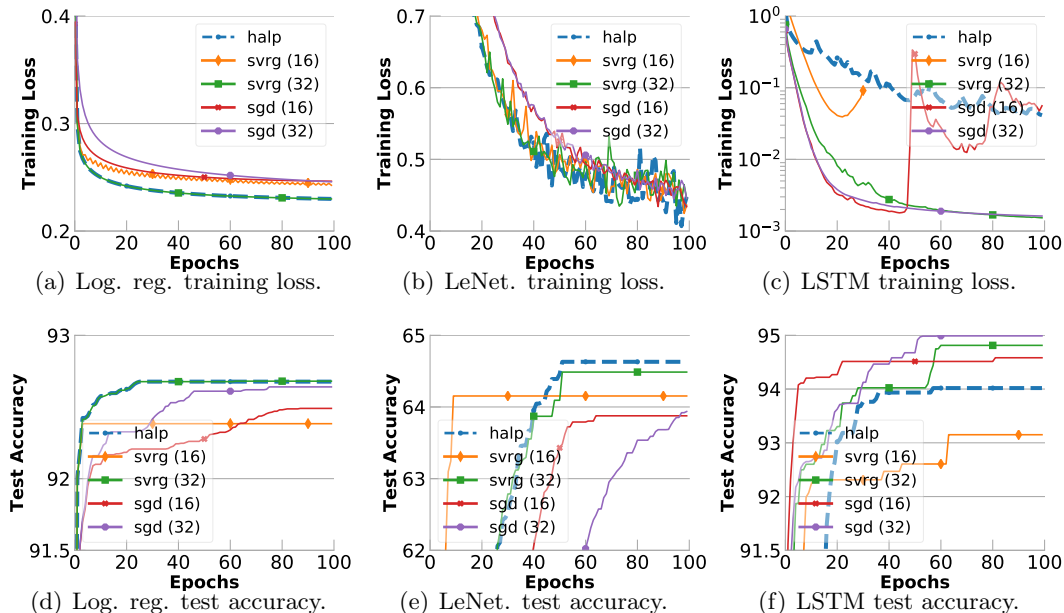 0.4
0.3
0.2
0 20 40 60 80 100
Training Loss
Epochs
halp
svrg (16)
svrg (32)
sgd (16)
sgd (32)
(a) Log. reg. training loss.
0.7
0.6
0.5
0.4
0 20 40 60 80 100
Training Loss
Epochs
halp
svrg (16)
svrg (32)
sgd (16)
sgd (32)
(b) LeNet. training loss.
10⁰
10⁻¹
10⁻²
10⁻³
0 20 40 60 80 100
Training Loss
Epochs
halp
svrg (16)
svrg (32)
sgd (16)
sgd (32)
(c) LSTM training loss.
93
92
91.5
0 20 40 60 80 100
Test Accuracy
Epochs
halp
svrg (16)
svrg (32)
sgd (16)
sgd (32)
(d) Log. reg. test accuracy.
65
64
63
62
0 20 40 60 80 100
Test Accuracy
Epochs
halp
svrg (16)
svrg (32)
sgd (16)
sgd (32)
(e) LeNet. test accuracy.
95
94
93
92
91.5
0 20 40 60 80 100
Test Accuracy
Epochs
halp
svrg (16)
svrg (32)
sgd (16)
sgd (32)
(f) LSTM test accuracy.